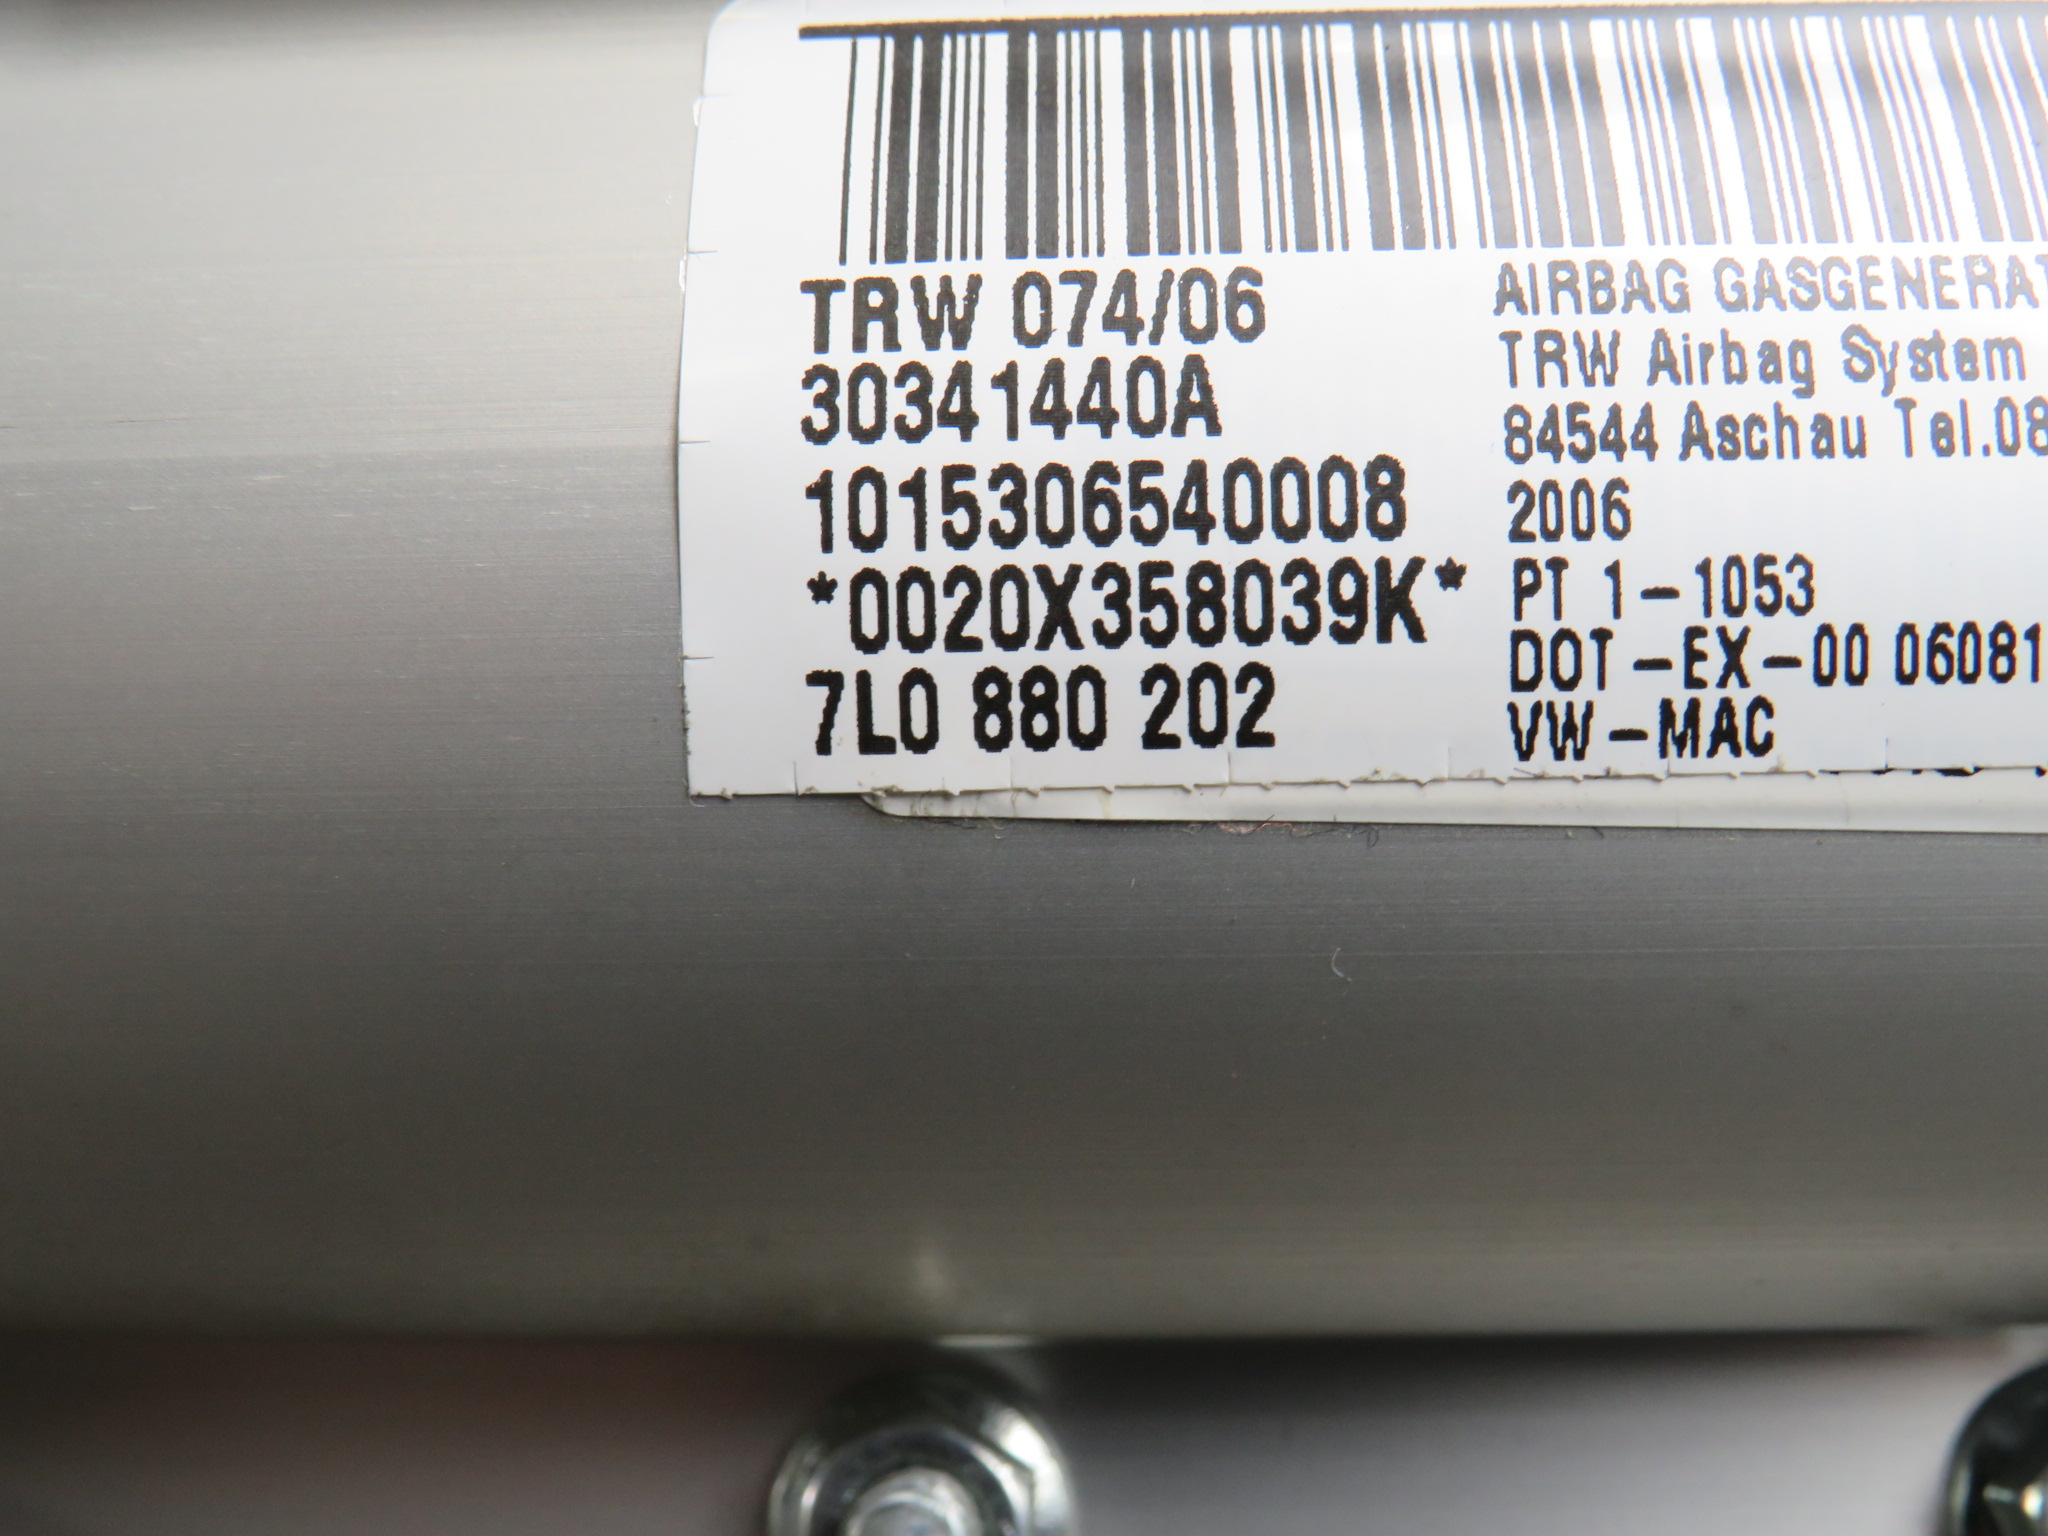 TRW 074/06
30341440A
1015306540008
*0020X358039K*
7L0 880 202
AIRBAG GASGENERAT
TRW Airbag System
84544 Aschau Tel.08
2006
PT 1-1053
DOT-EX-00 06081
VW-MAC